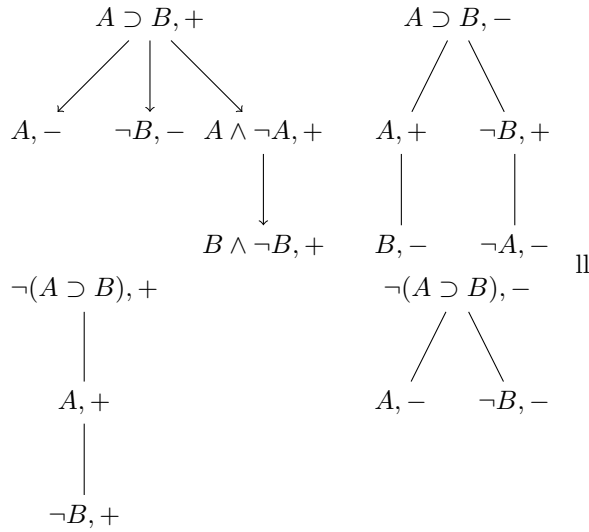 A ⊃ B, + A ⊃ B, −
A, − ¬B, − A ∧ ¬A, + A, + ¬B, +
B ∧ ¬B, + B, − ¬A, −
ll
¬(A ⊃ B), + ¬(A ⊃ B), −
A, + A, − ¬B, −
¬B, +